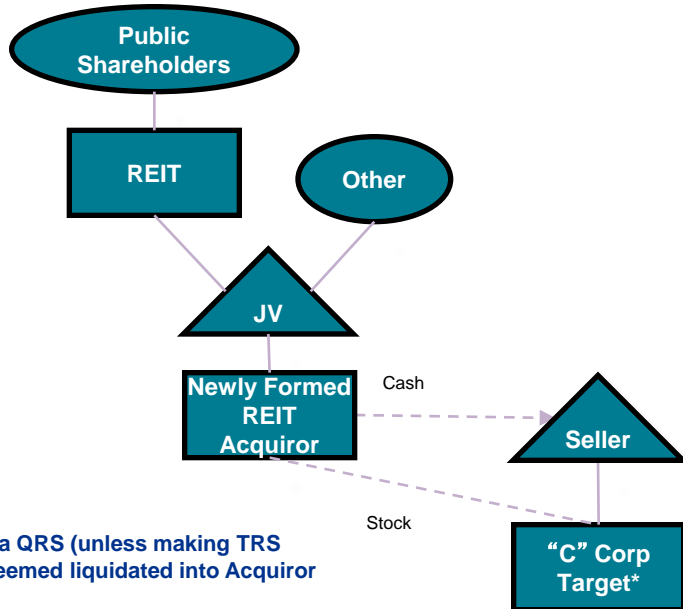 Public
Shareholders
REIT
Other
JV
Newly Formed
REIT
Acquiror
Cash
Seller
Stock
a QRS (unless making TRS
eemed liquidated into Acquiror
“C” Corp
Target*